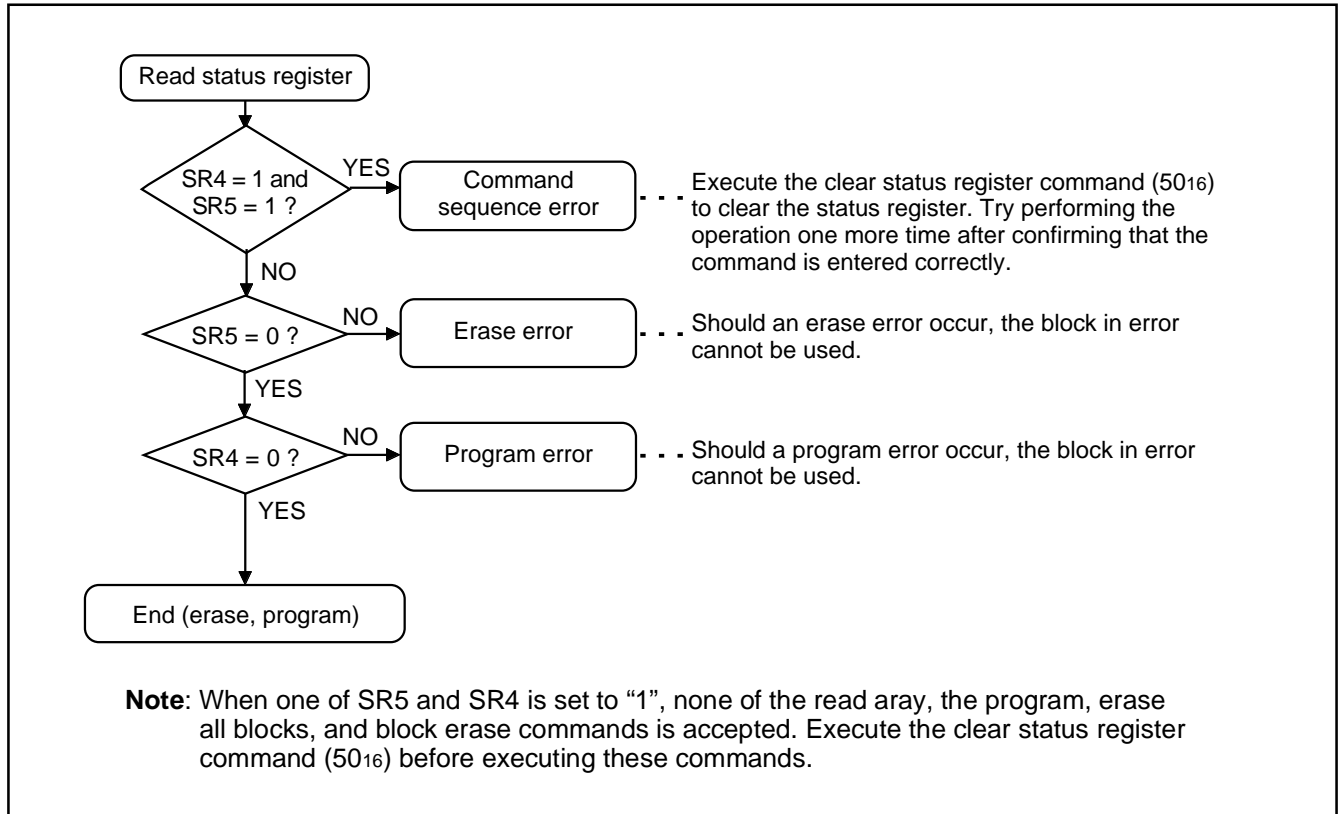 Read status register
SR4 = 1 and
SR5 = 1 ?
YES
Command
sequence error
Execute the clear status register command (5016)
to clear the status register. Try performing the
operation one more time after confirming that the
command is entered correctly.
NO
SR5 = 0 ?
NO
Erase error
Should an erase error occur, the block in error
cannot be used.
YES
SR4 = 0 ?
NO
Program error
Should a program error occur, the block in error
cannot be used.
YES
End (erase, program)
Note: When one of SR5 and SR4 is set to “1”, none of the read aray, the program, erase
all blocks, and block erase commands is accepted. Execute the clear status register
command (5016) before executing these commands.